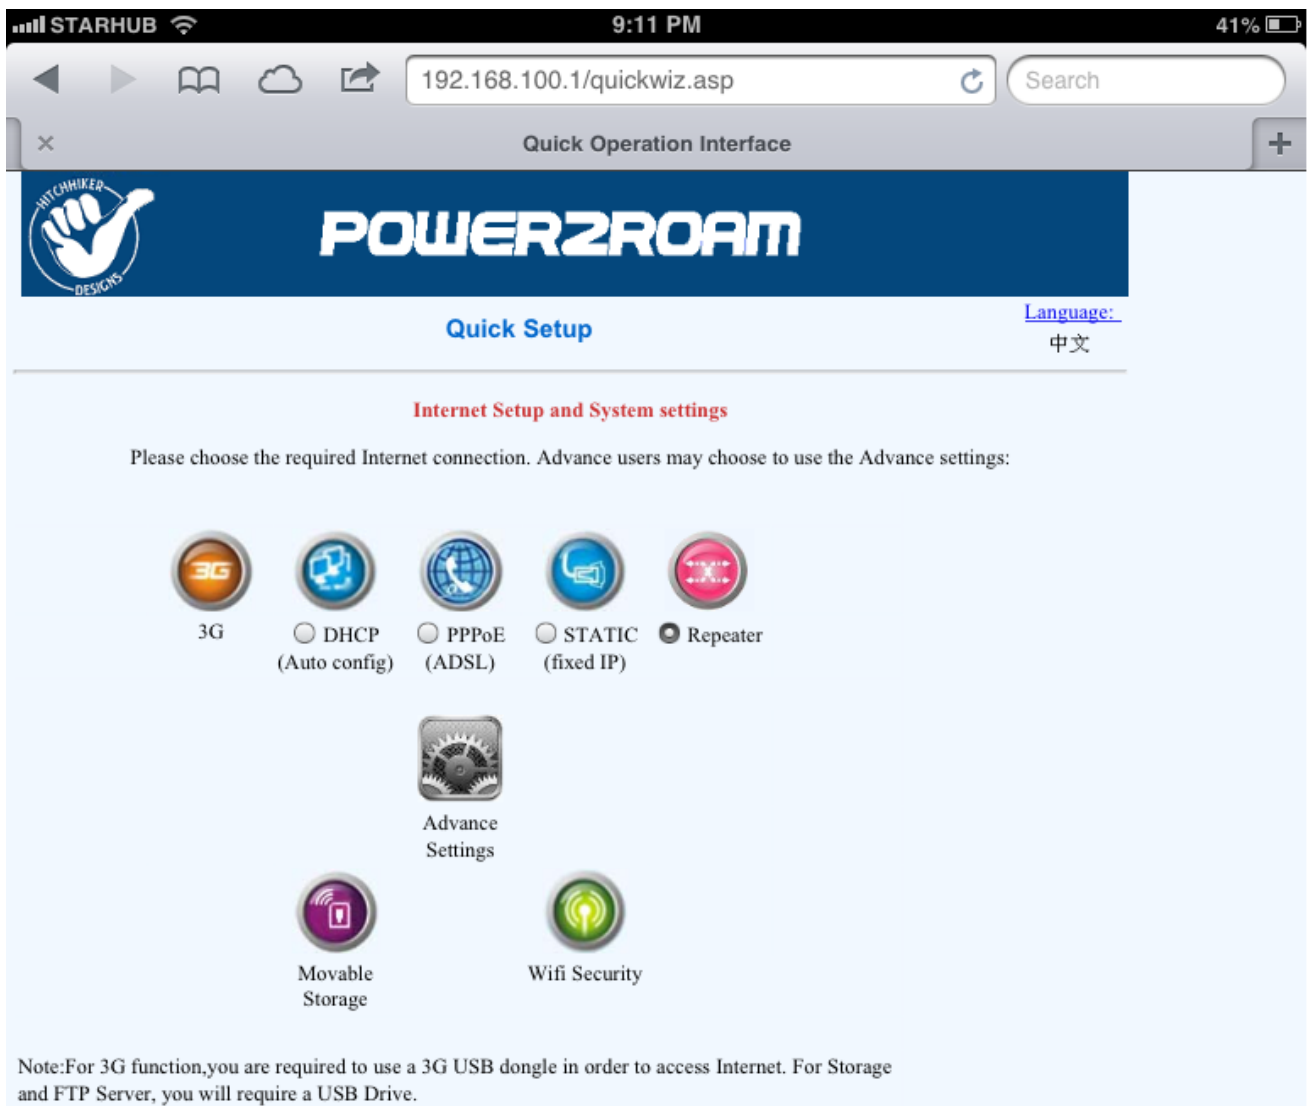 STARHUB 9:11 PM 41%
192.168.100.1/quickwiz.asp Search
Quick Operation Interface
HITCHHIKER
DESIGNS
POWER2ROAM
Quick Setup
Language:
中文
Internet Setup and System settings
Please choose the required Internet connection. Advance users may choose to use the Advance settings:
3G
3G DHCP PPPoE STATIC Repeater
(Auto config) (ADSL) (fixed IP)
Advance
Settings
Movable Wifi Security
Storage
Note:For 3G function,you are required to use a 3G USB dongle in order to access Internet. For Storage
and FTP Server, you will require a USB Drive.